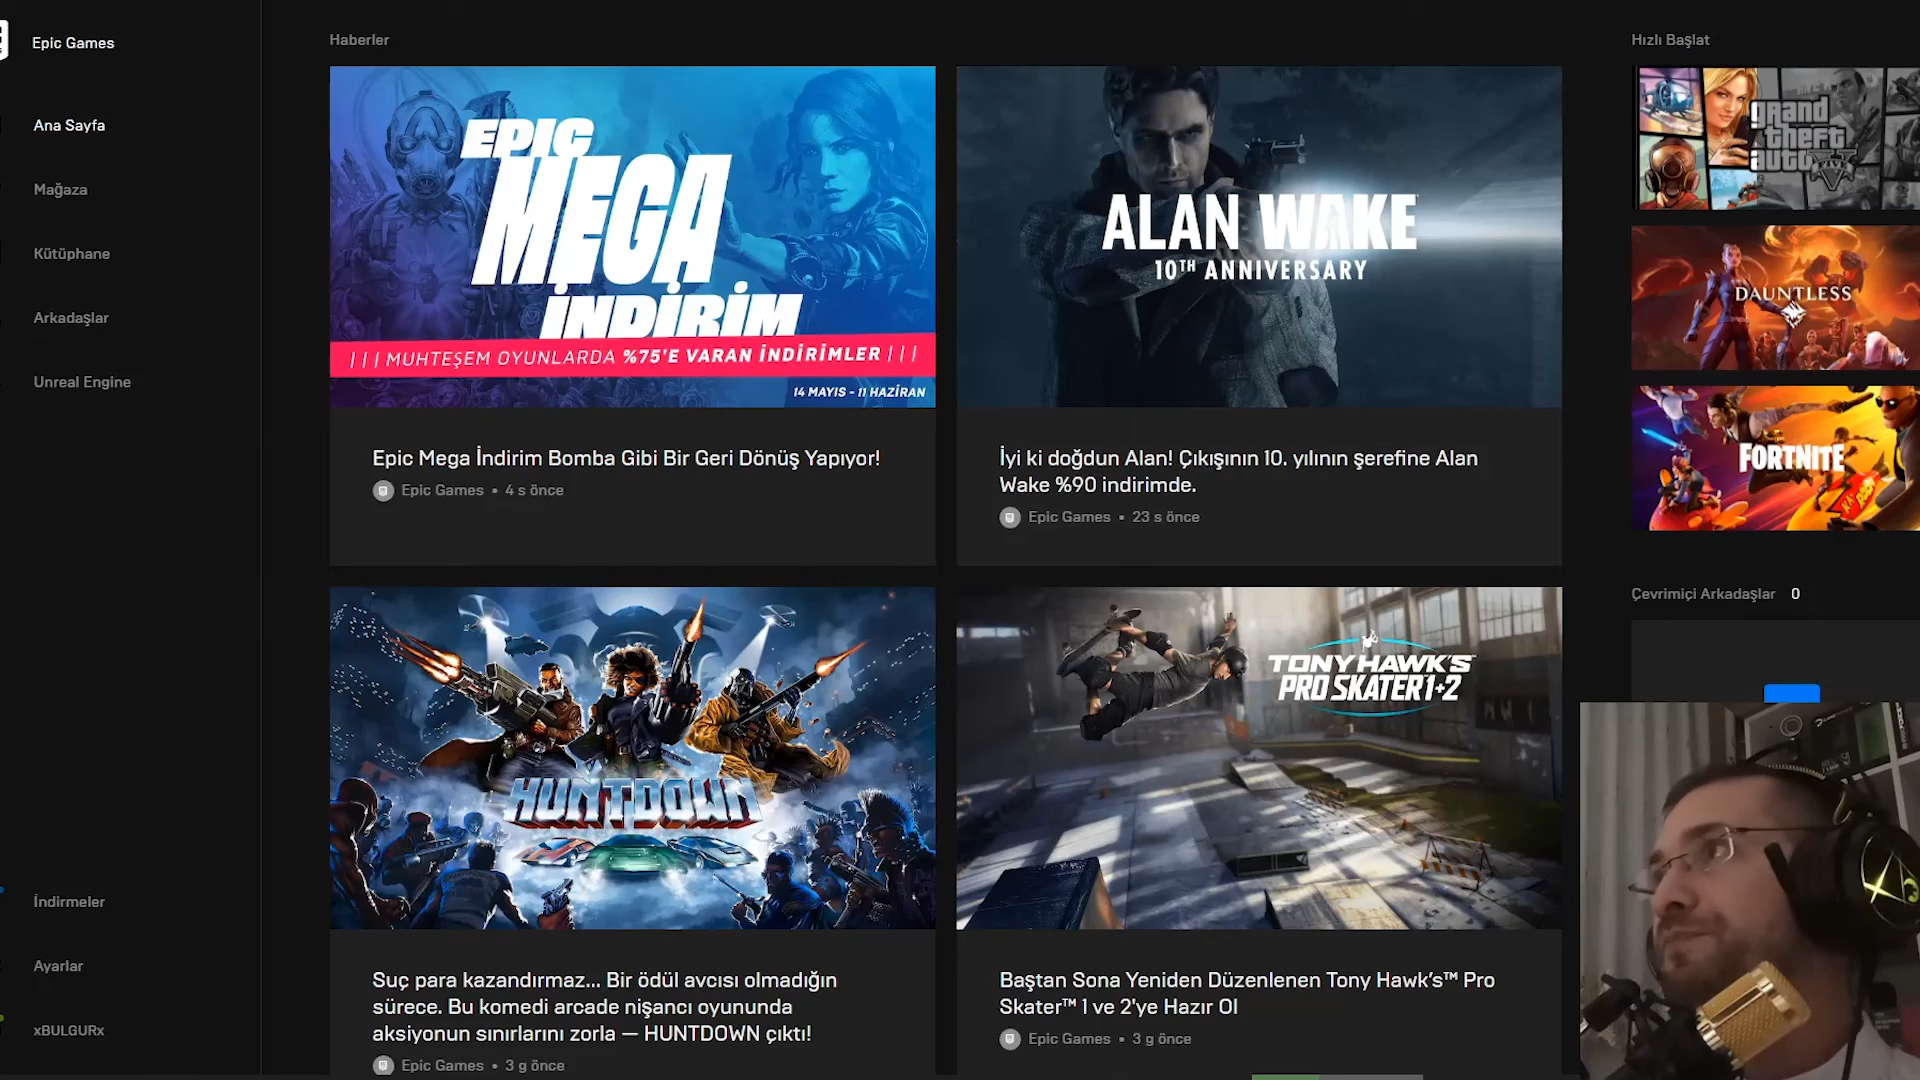 Epic Games
Ana Sayfa
Mağaza
Kütüphane
Arkadaşlar
Unreal Engine
İndirmeler
Ayarlar
xBULGURx
Haberler
EPIC
MEGA
İNDİRİM
||| MUHTEŞEM OYUNLARDA %75'E VARAN İNDİRİMLER |||
14 MAYIS - 11 HAZİRAN
Epic Mega İndirim Bomba Gibi Bir Geri Dönüş Yapıyor!
Epic Games • 4 s önce
ALAN WAKE
10TH ANNIVERSARY
İyi ki doğdun Alan! Çıkışının 10. yılının şerefine Alan
Wake %90 indirimde.
Epic Games • 23 s önce
HUNTDOWN
Suç para kazandırmaz... Bir ödül avcısı olmadığın
sürece. Bu komedi arcade nişancı oyununda
aksiyonun sınırlarını zorla — HUNTDOWN çıktı!
Epic Games • 3 g önce
TONY HAWK'S™
PRO SKATER 1+2
Baştan Sona Yeniden Düzenlenen Tony Hawk's™ Pro
Skater™ 1 ve 2'ye Hazır Ol
Epic Games • 3 g önce
Hızlı Başlat
grand
theft
auto V
DAUNTLESS
FORTNITE
Çevrimiçi Arkadaşlar 0